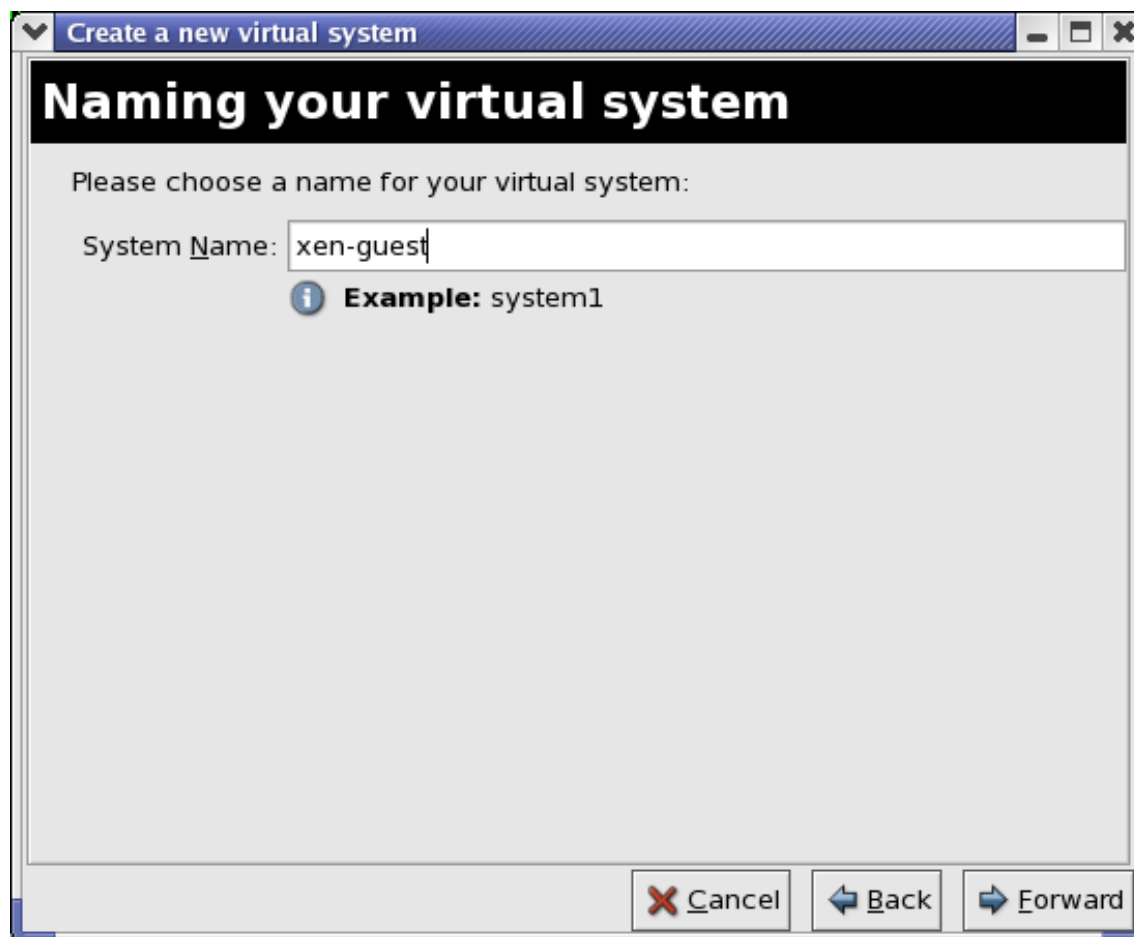 Create a new virtual system
Naming your virtual system
Please choose a name for your virtual system:
System Name: xen-guest
Example: system1
Cancel Back Forward